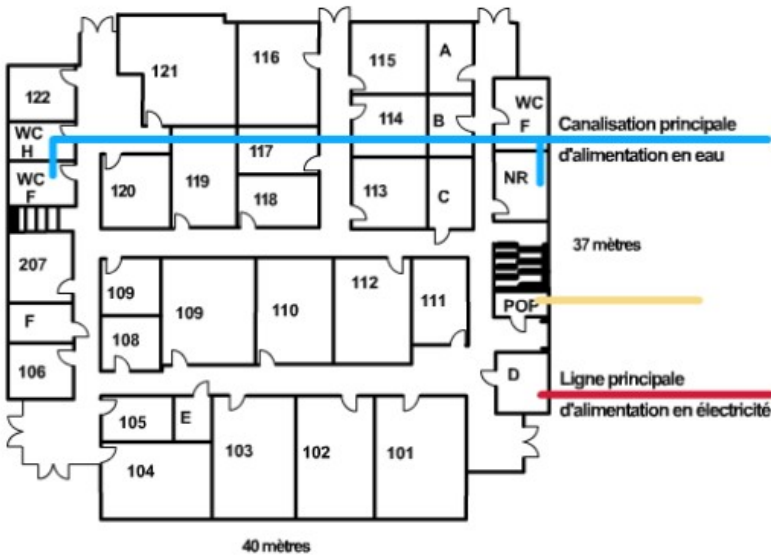 116
115
A
121
122
WC
F
Canalisation principale
114
B
WC
H
d'alimentation en eau
117
NR
WC
F
120
119
118
113
C
37 mètres
207
109
112
111
109
110
POP
F
108
106
D
Ligne principale
d'alimentation en électricité
105
E
104
103
102
101
40 mètres